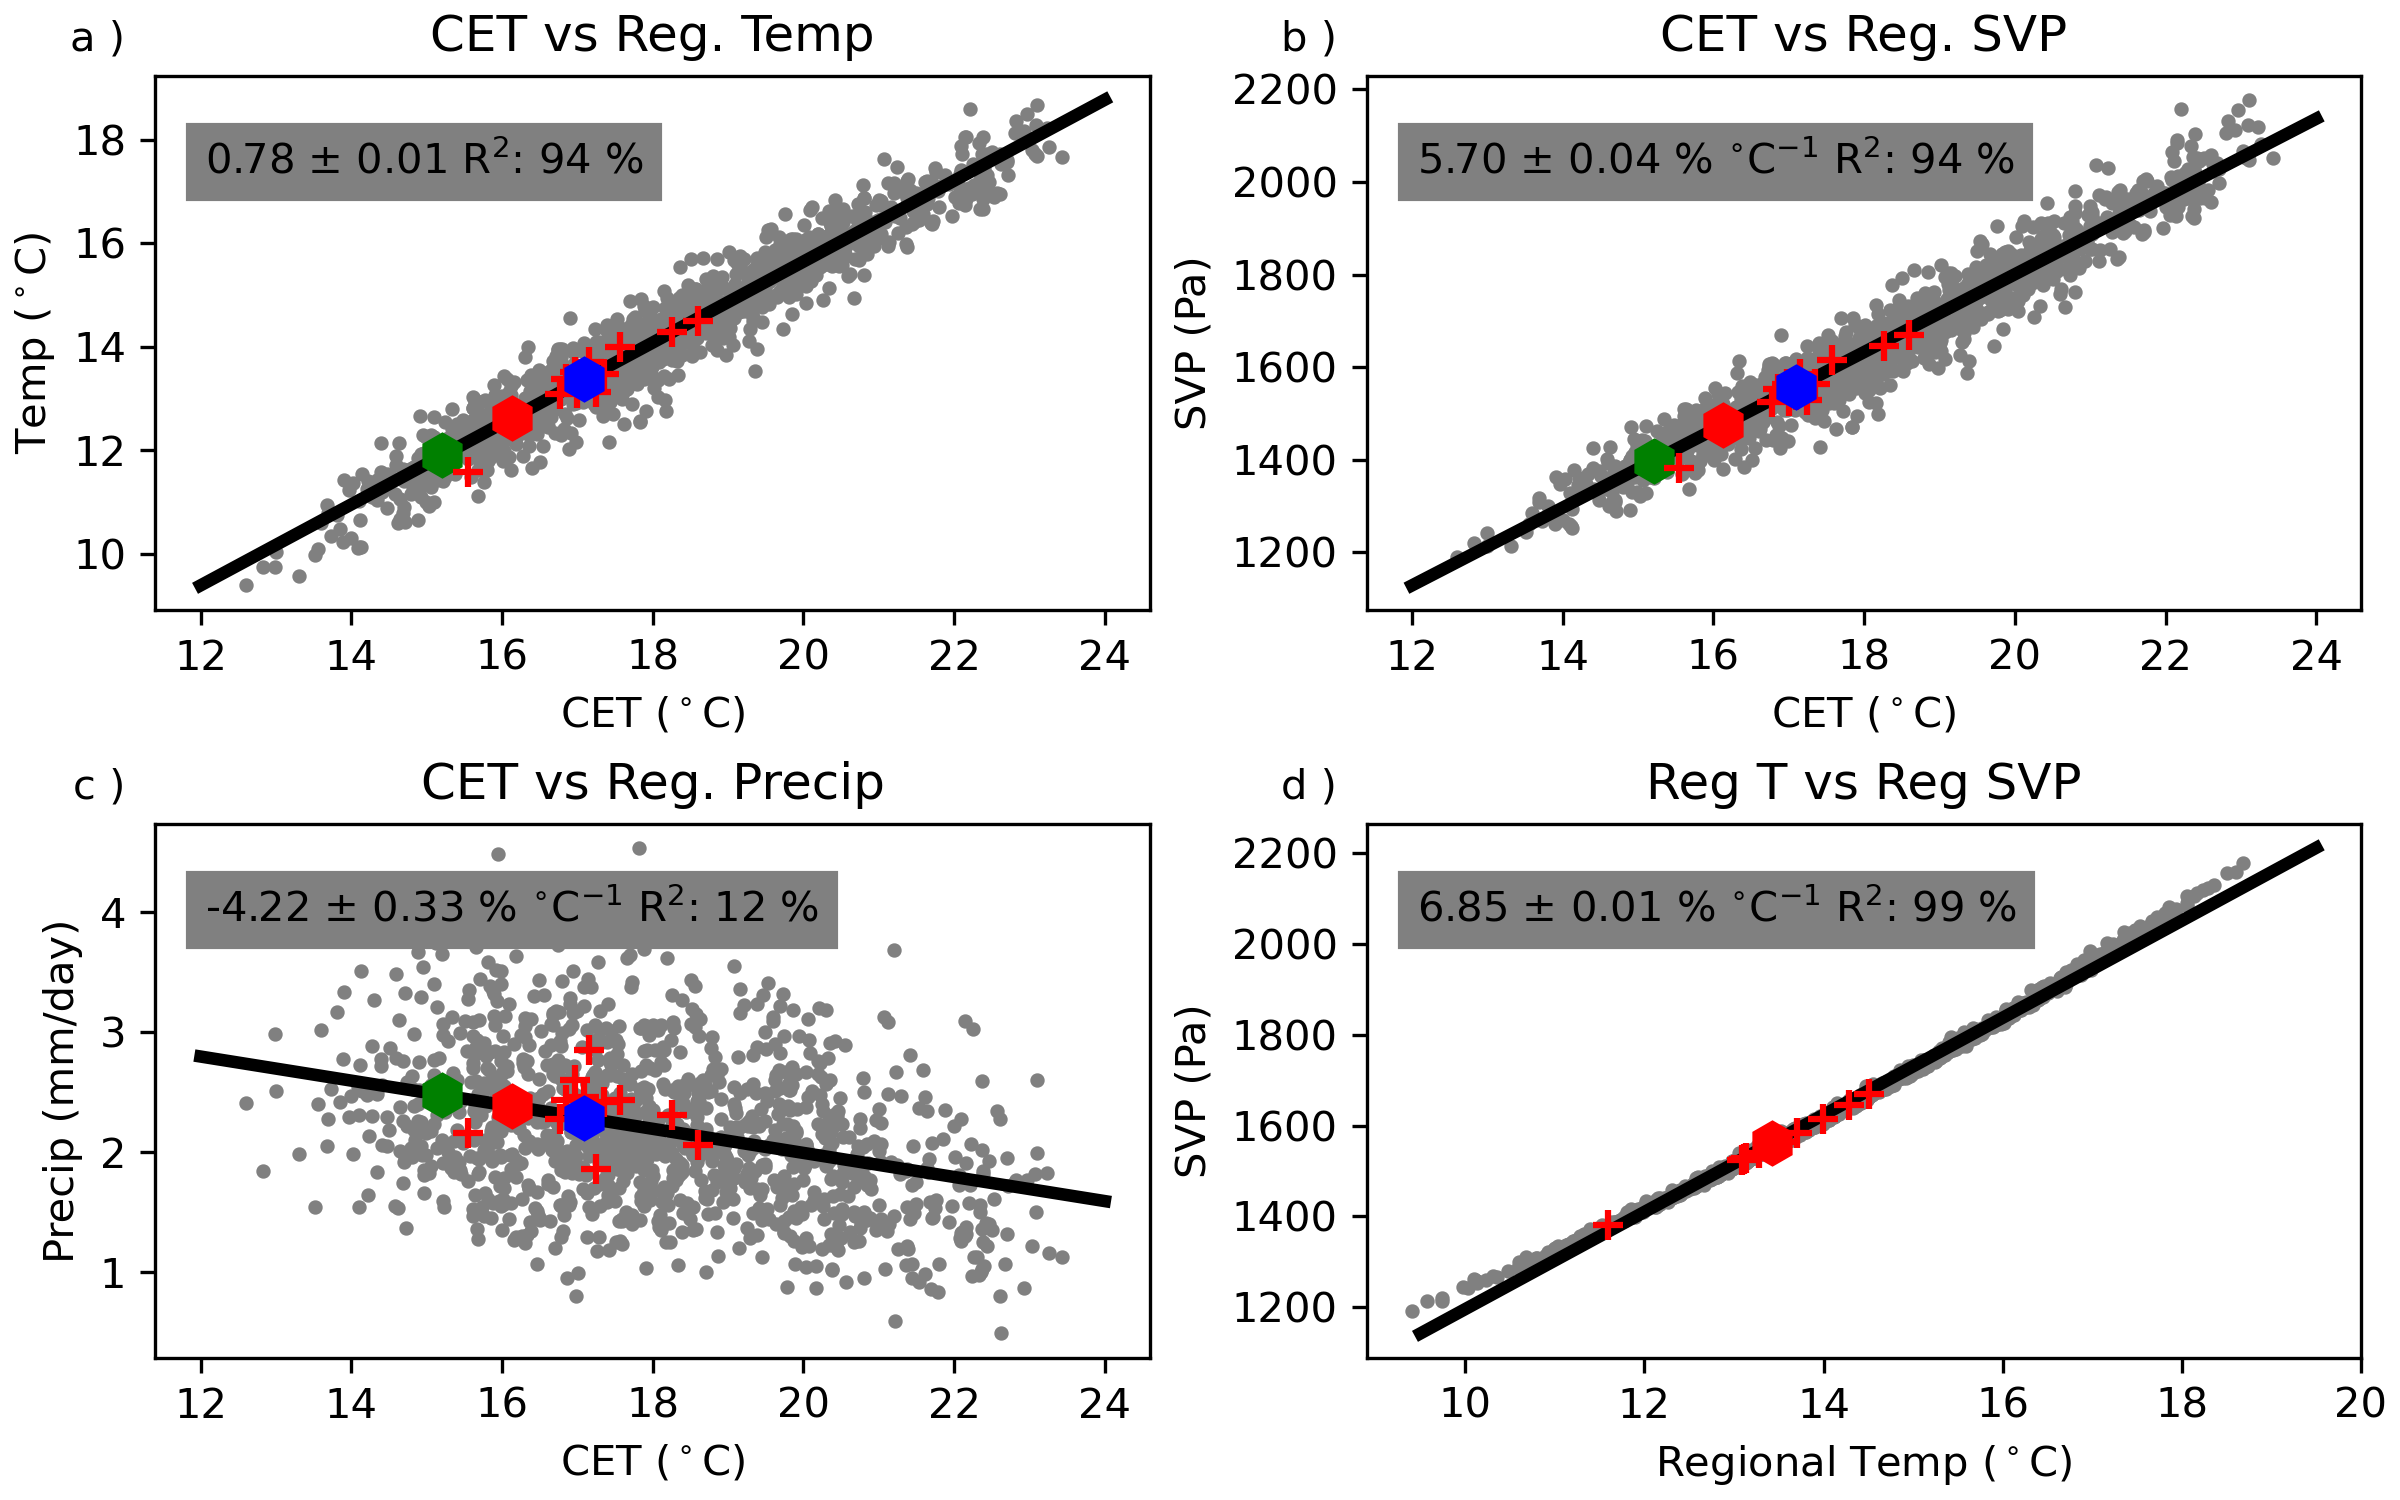 a )
CET vs Reg. Temp
0.78 ± 0.01 R²: 94 %
Temp (°C)
18
16
14
12
10
12 14 16 18 20 22 24
CET (°C)
b )
CET vs Reg. SVP
5.70 ± 0.04 % °C⁻¹ R²: 94 %
SVP (Pa)
2200
2000
1800
1600
1400
1200
12 14 16 18 20 22 24
CET (°C)
c )
CET vs Reg. Precip
-4.22 ± 0.33 % °C⁻¹ R²: 12 %
Precip (mm/day)
4
3
2
1
12 14 16 18 20 22 24
CET (°C)
d )
Reg T vs Reg SVP
6.85 ± 0.01 % °C⁻¹ R²: 99 %
SVP (Pa)
2200
2000
1800
1600
1400
1200
10 12 14 16 18 20
Regional Temp (°C)